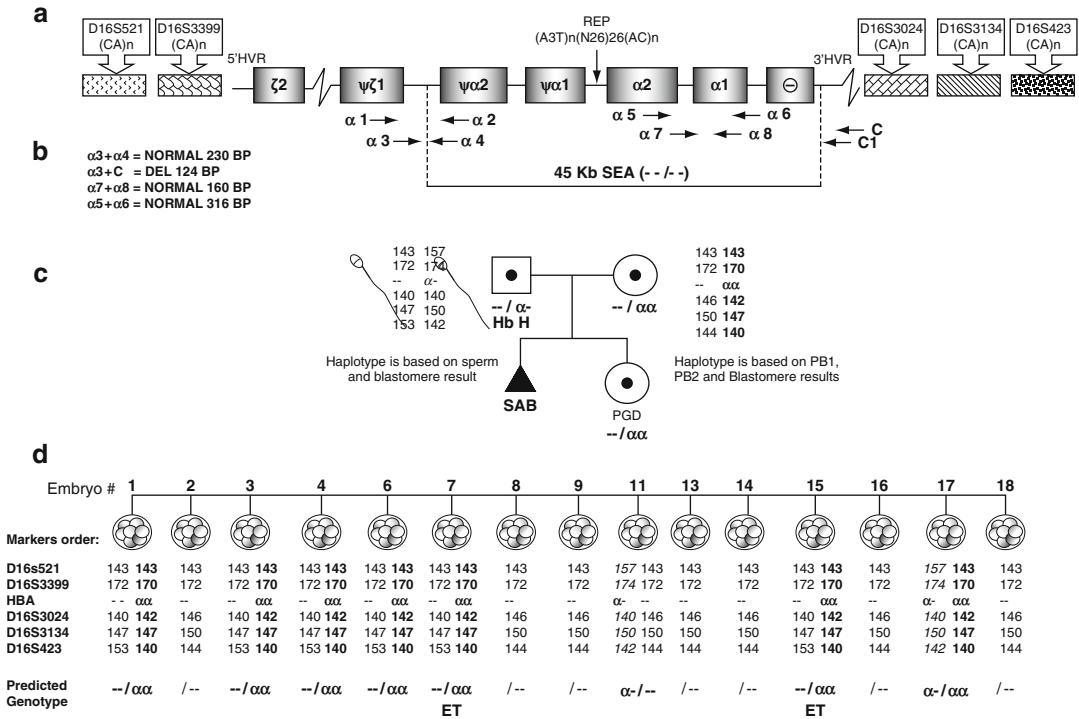 a
D16S521 D16S3399 REP D16S3024 D16S3134 D16S423
(CA)n (CA)n (A3T)n(N26)26(AC)n (CA)n (CA)n (CA)n
5'HVR 3'HVR
ζ2 ψζ1 ψα2 ψα1 α2 α1 Θ
α 1 α 2 α 5 α 6
α 3 α 4 α 7 α 8 C
C1
b
α3+α4 = NORMAL 230 BP
α3+C = DEL 124 BP
α7+α8 = NORMAL 160 BP
α5+α6 = NORMAL 316 BP
45 Kb SEA (- - /- -)
c
143 157
172 174
-- α-
140 140
147 150
153 142
-- / α-
Hb H
-- / αα
143 143
172 170
-- αα
146 142
150 147
144 140
Haplotype is based on sperm
and blastomere result
Haplotype is based on PB1,
PB2 and Blastomere results
SAB
PGD
--/αα
d
Embryo # 1 2 3 4 6 7 8 9 11 13 14 15 16 17 18
Markers order:
D16s521 143 143 143 143 143 143 143 143 143 143 143 143 143 157 143 143 143 143 143 143 157 143 143
D16S3399 172 170 172 172 170 172 170 172 170 172 170 172 172 174 172 172 172 172 170 172 174 170 172
HBA - - αα -- -- αα -- αα -- αα -- αα -- -- α- -- -- -- -- αα -- α- αα --
D16S3024 140 142 146 140 142 140 142 140 142 140 142 146 146 140 146 146 146 140 142 146 140 142 146
D16S3134 147 147 150 147 147 147 147 147 147 147 147 150 150 150 150 150 150 147 147 150 150 147 150
D16S423 153 140 144 153 140 153 140 153 140 153 140 144 144 142 144 144 144 153 140 144 142 140 144
Predicted
Genotype --/αα /-- --/αα --/αα --/αα --/αα /-- /-- α-/-- /-- /-- --/αα /-- α-/αα /--
ET ET